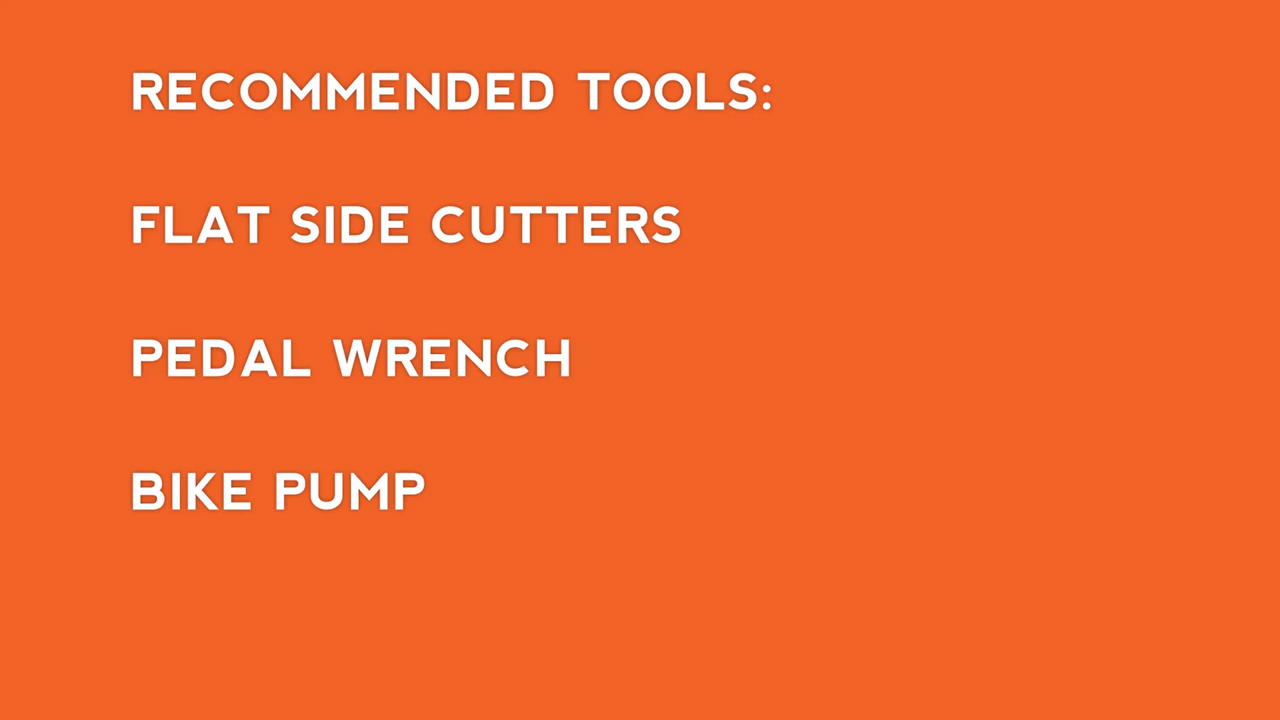 RECOMMENDED TOOLS:
FLAT SIDE CUTTERS
PEDAL WRENCH
BIKE PUMP